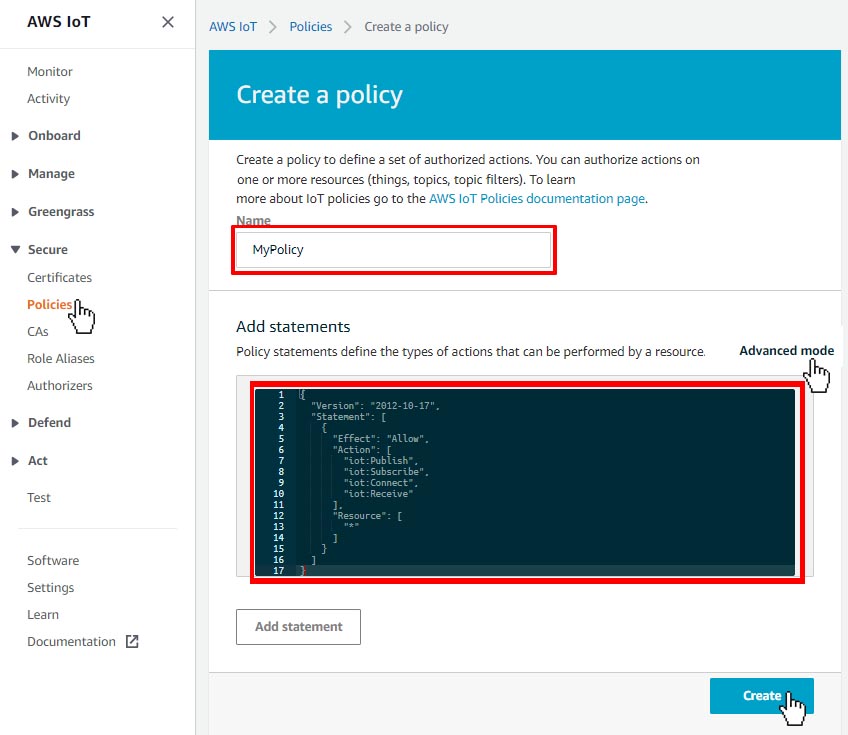 AWS IoT
Monitor
Activity
Onboard
Manage
Greengrass
Secure
Certificates
Policies
CAs
Role Aliases
Authorizers
Defend
Act
Test
Software
Settings
Learn
Documentation
AWS IoT > Policies > Create a policy
Create a policy
Create a policy to define a set of authorized actions. You can authorize actions on
one or more resources (things, topics, topic filters). To learn
more about IoT policies go to the AWS IoT Policies documentation page.
Name
MyPolicy
Add statements
Policy statements define the types of actions that can be performed by a resource.
Advanced mode
1 {
2 "Version": "2012-10-17",
3 "Statement": [
4 {
5 "Effect": "Allow",
6 "Action": [
7 "iot:Publish",
8 "iot:Subscribe",
9 "iot:Connect",
10 "iot:Receive"
11 ],
12 "Resource": [
13 "*"
14 ]
15 }
16 ]
17 }
Add statement
Create